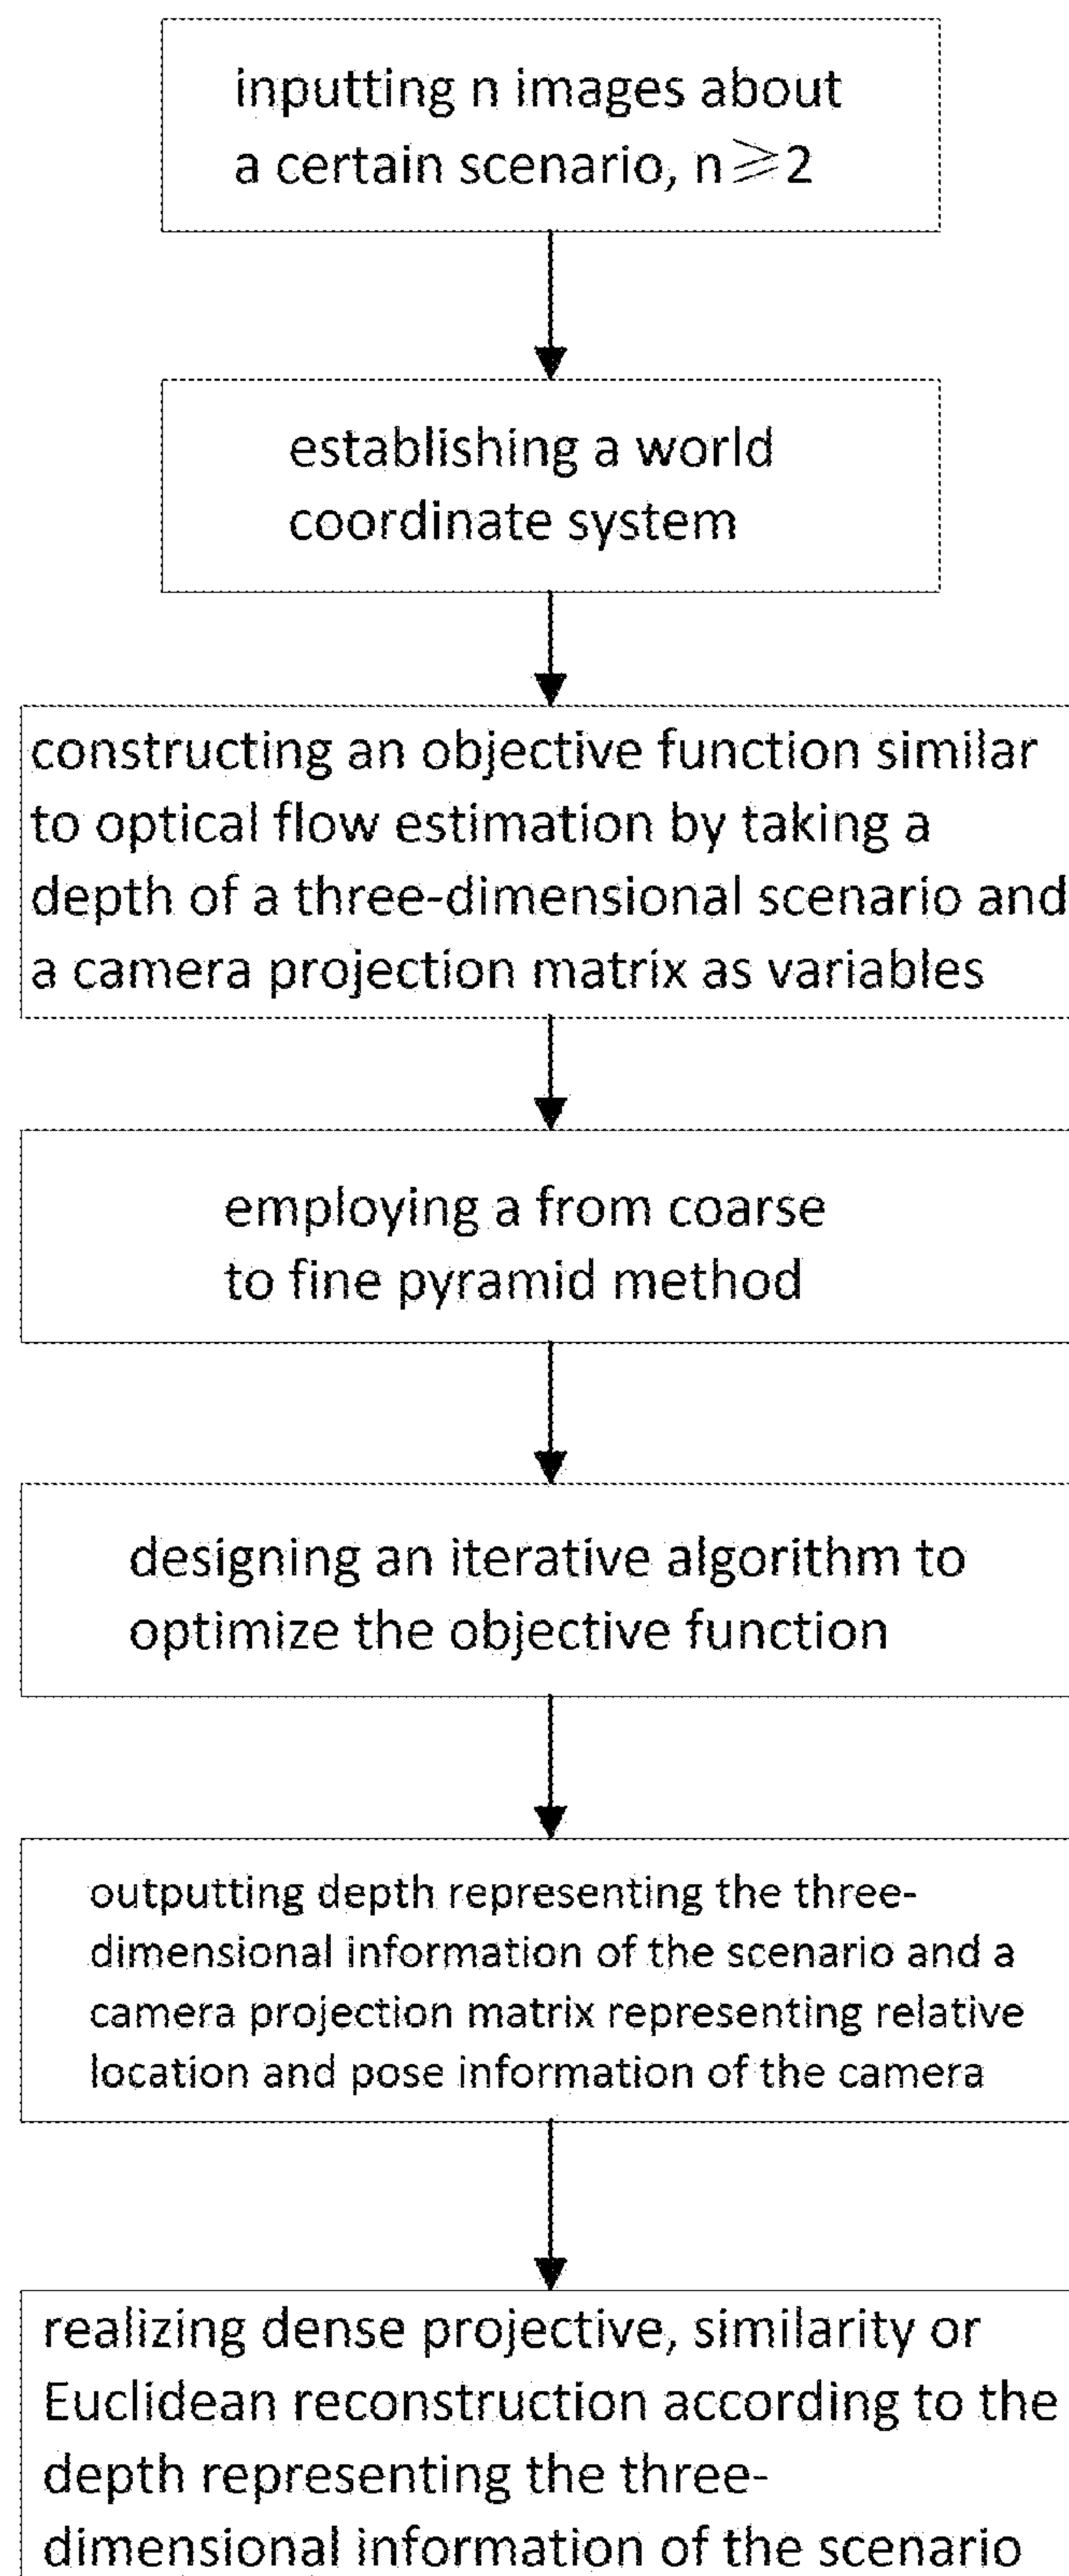 inputting n images about
a certain scenario, n⩾2
establishing a world
coordinate system
constructing an objective function similar
to optical flow estimation by taking a
depth of a three-dimensional scenario and
a camera projection matrix as variables
employing a from coarse
to fine pyramid method
designing an iterative algorithm to
optimize the objective function
outputting depth representing the three-
dimensional information of the scenario and a
camera projection matrix representing relative
location and pose information of the camera
realizing dense projective, similarity or
Euclidean reconstruction according to the
depth representing the three-
dimensional information of the scenario